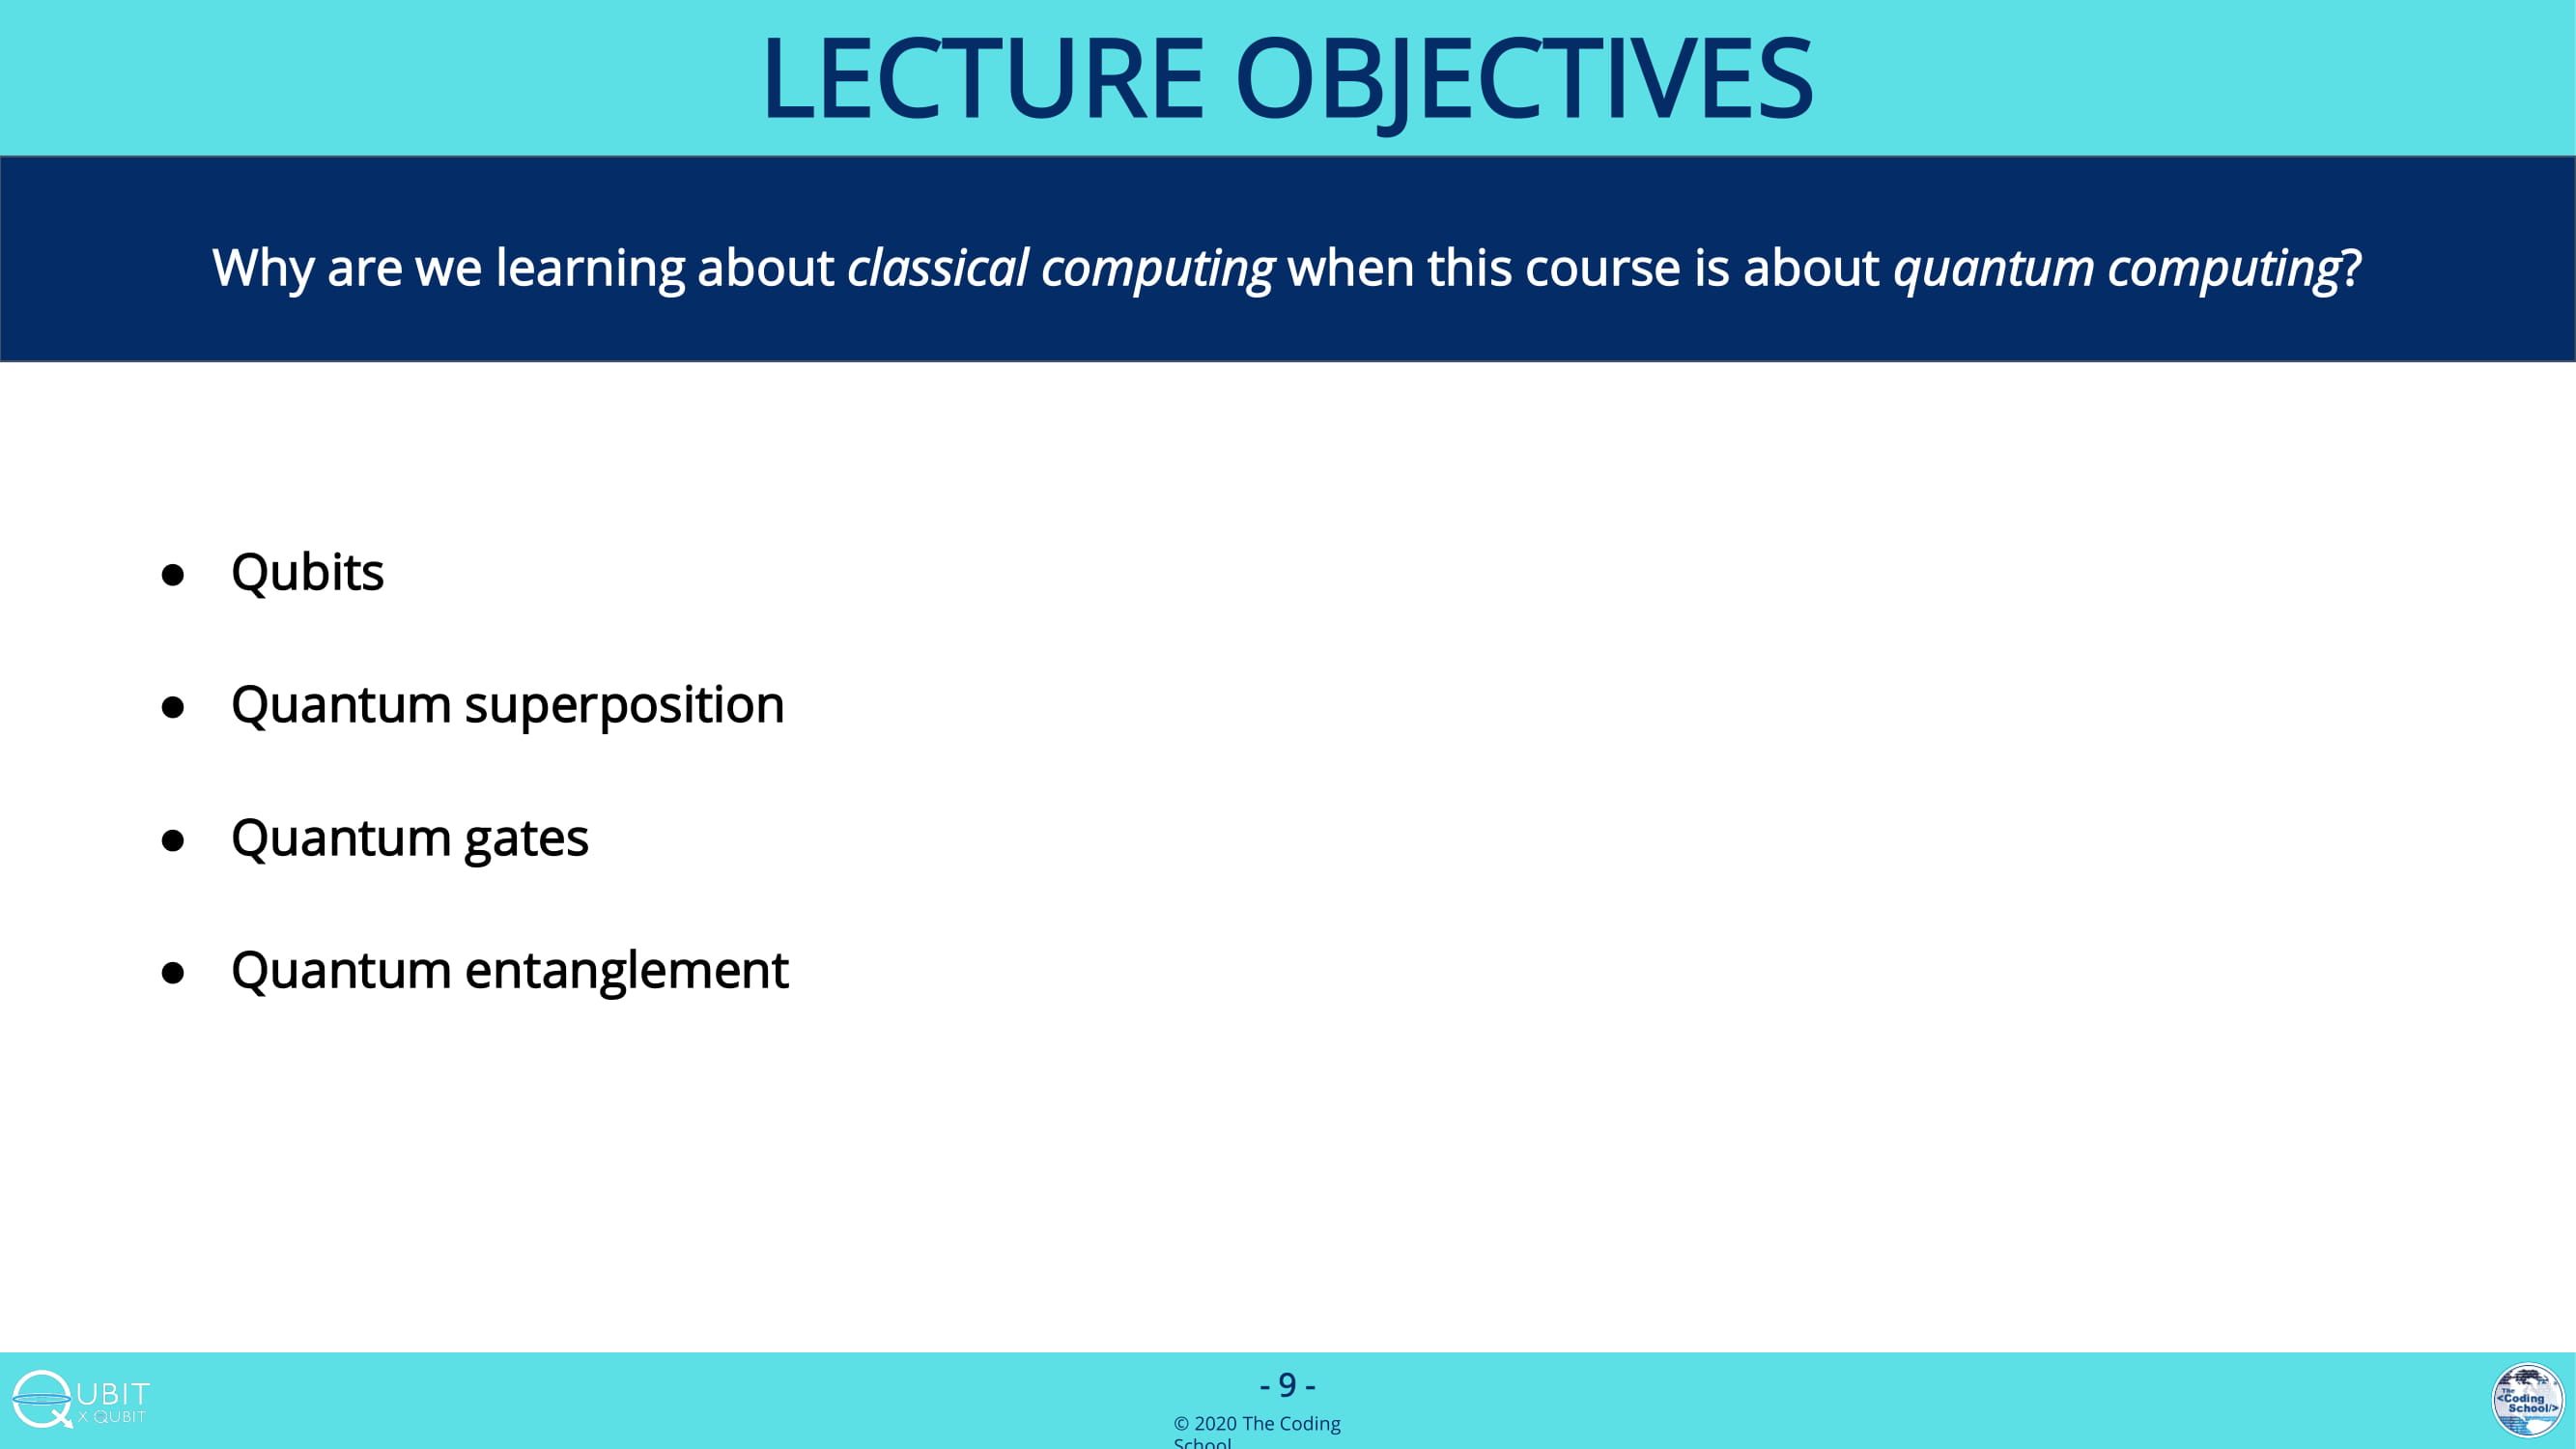 LECTURE OBJECTIVES
Why are we learning about classical computing when this course is about quantum computing?
● Qubits
● Quantum superposition
● Quantum gates
● Quantum entanglement
QUBIT
X QUBIT
- 9 -
© 2020 The Coding
School
The
<Coding
School/>